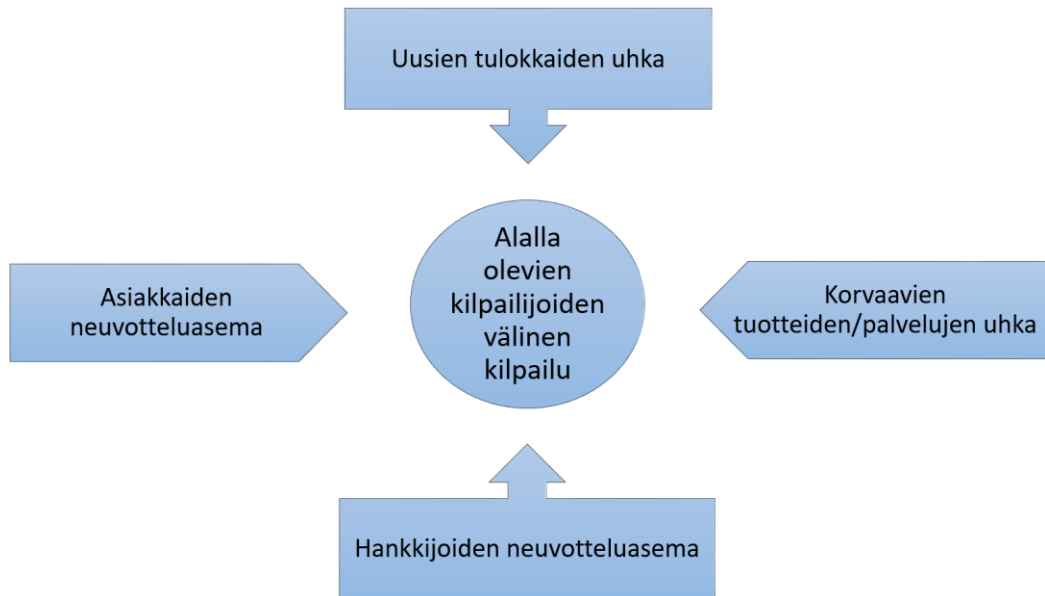 Uusien tulokkaiden uhka
Alalla
olevien
kilpailijoiden
välinen
kilpailu
Asiakkaiden
neuvotteluasema
Korvaavien
tuotteiden/palvelujen uhka
Hankkijoiden neuvotteluasema